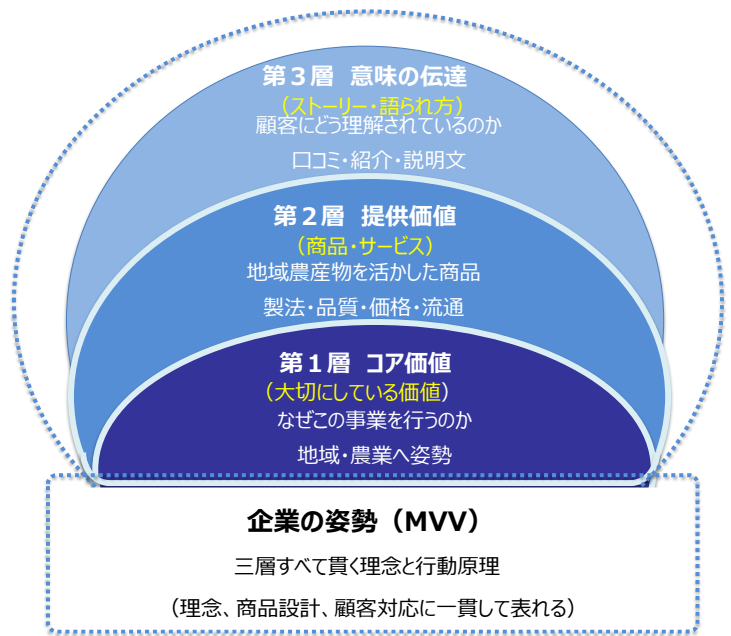 第３層 意味の伝達
（ストーリー・語られ方）
顧客にどう理解されているのか
口コミ・紹介・説明文
第２層 提供価値
（商品・サービス）
地域農産物を活かした商品
製法・品質・価格・流通
第１層 コア価値
（大切にしている価値）
なぜこの事業を行うのか
地域・農業へ姿勢
企業の姿勢（MVV）
三層すべて貫く理念と行動原理
（理念、商品設計、顧客対応に一貫して表れる）